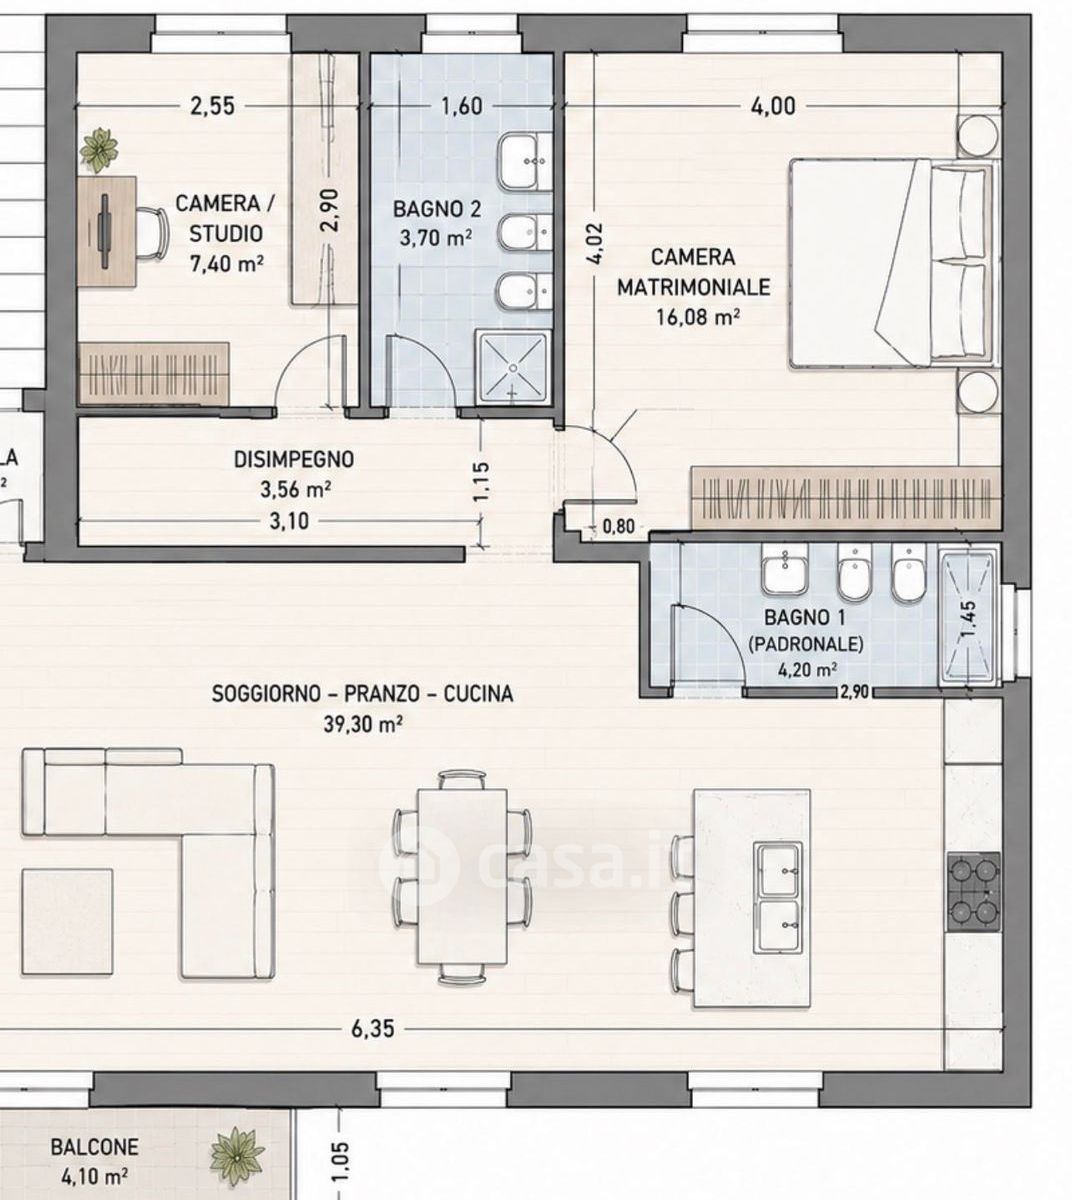 2,55
1,60
4,00
CAMERA /
STUDIO
7,40 m²
2,90
BAGNO 2
3,70 m²
4,02
CAMERA
MATRIMONIALE
16,08 m²
LA
²
DISIMPEGNO
3,56 m²
3,10
1.15
0,80
BAGNO 1
(PADRONALE)
4,20 m²
1.45
2,90
SOGGIORNO – PRANZO – CUCINA
39,30 m²
casa.it
6,35
BALCONE
4,10 m²
1.05